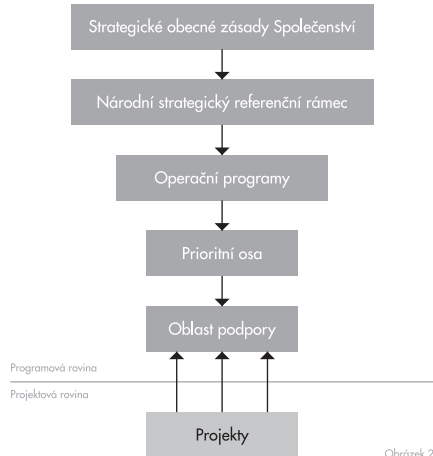 Strategické obecné zásady Společenství
Národní strategický referenční rámec
Operační programy
Prioritní osa
Oblast podpory
Programová rovina
Projektová rovina
Projekty
Obrázek 2